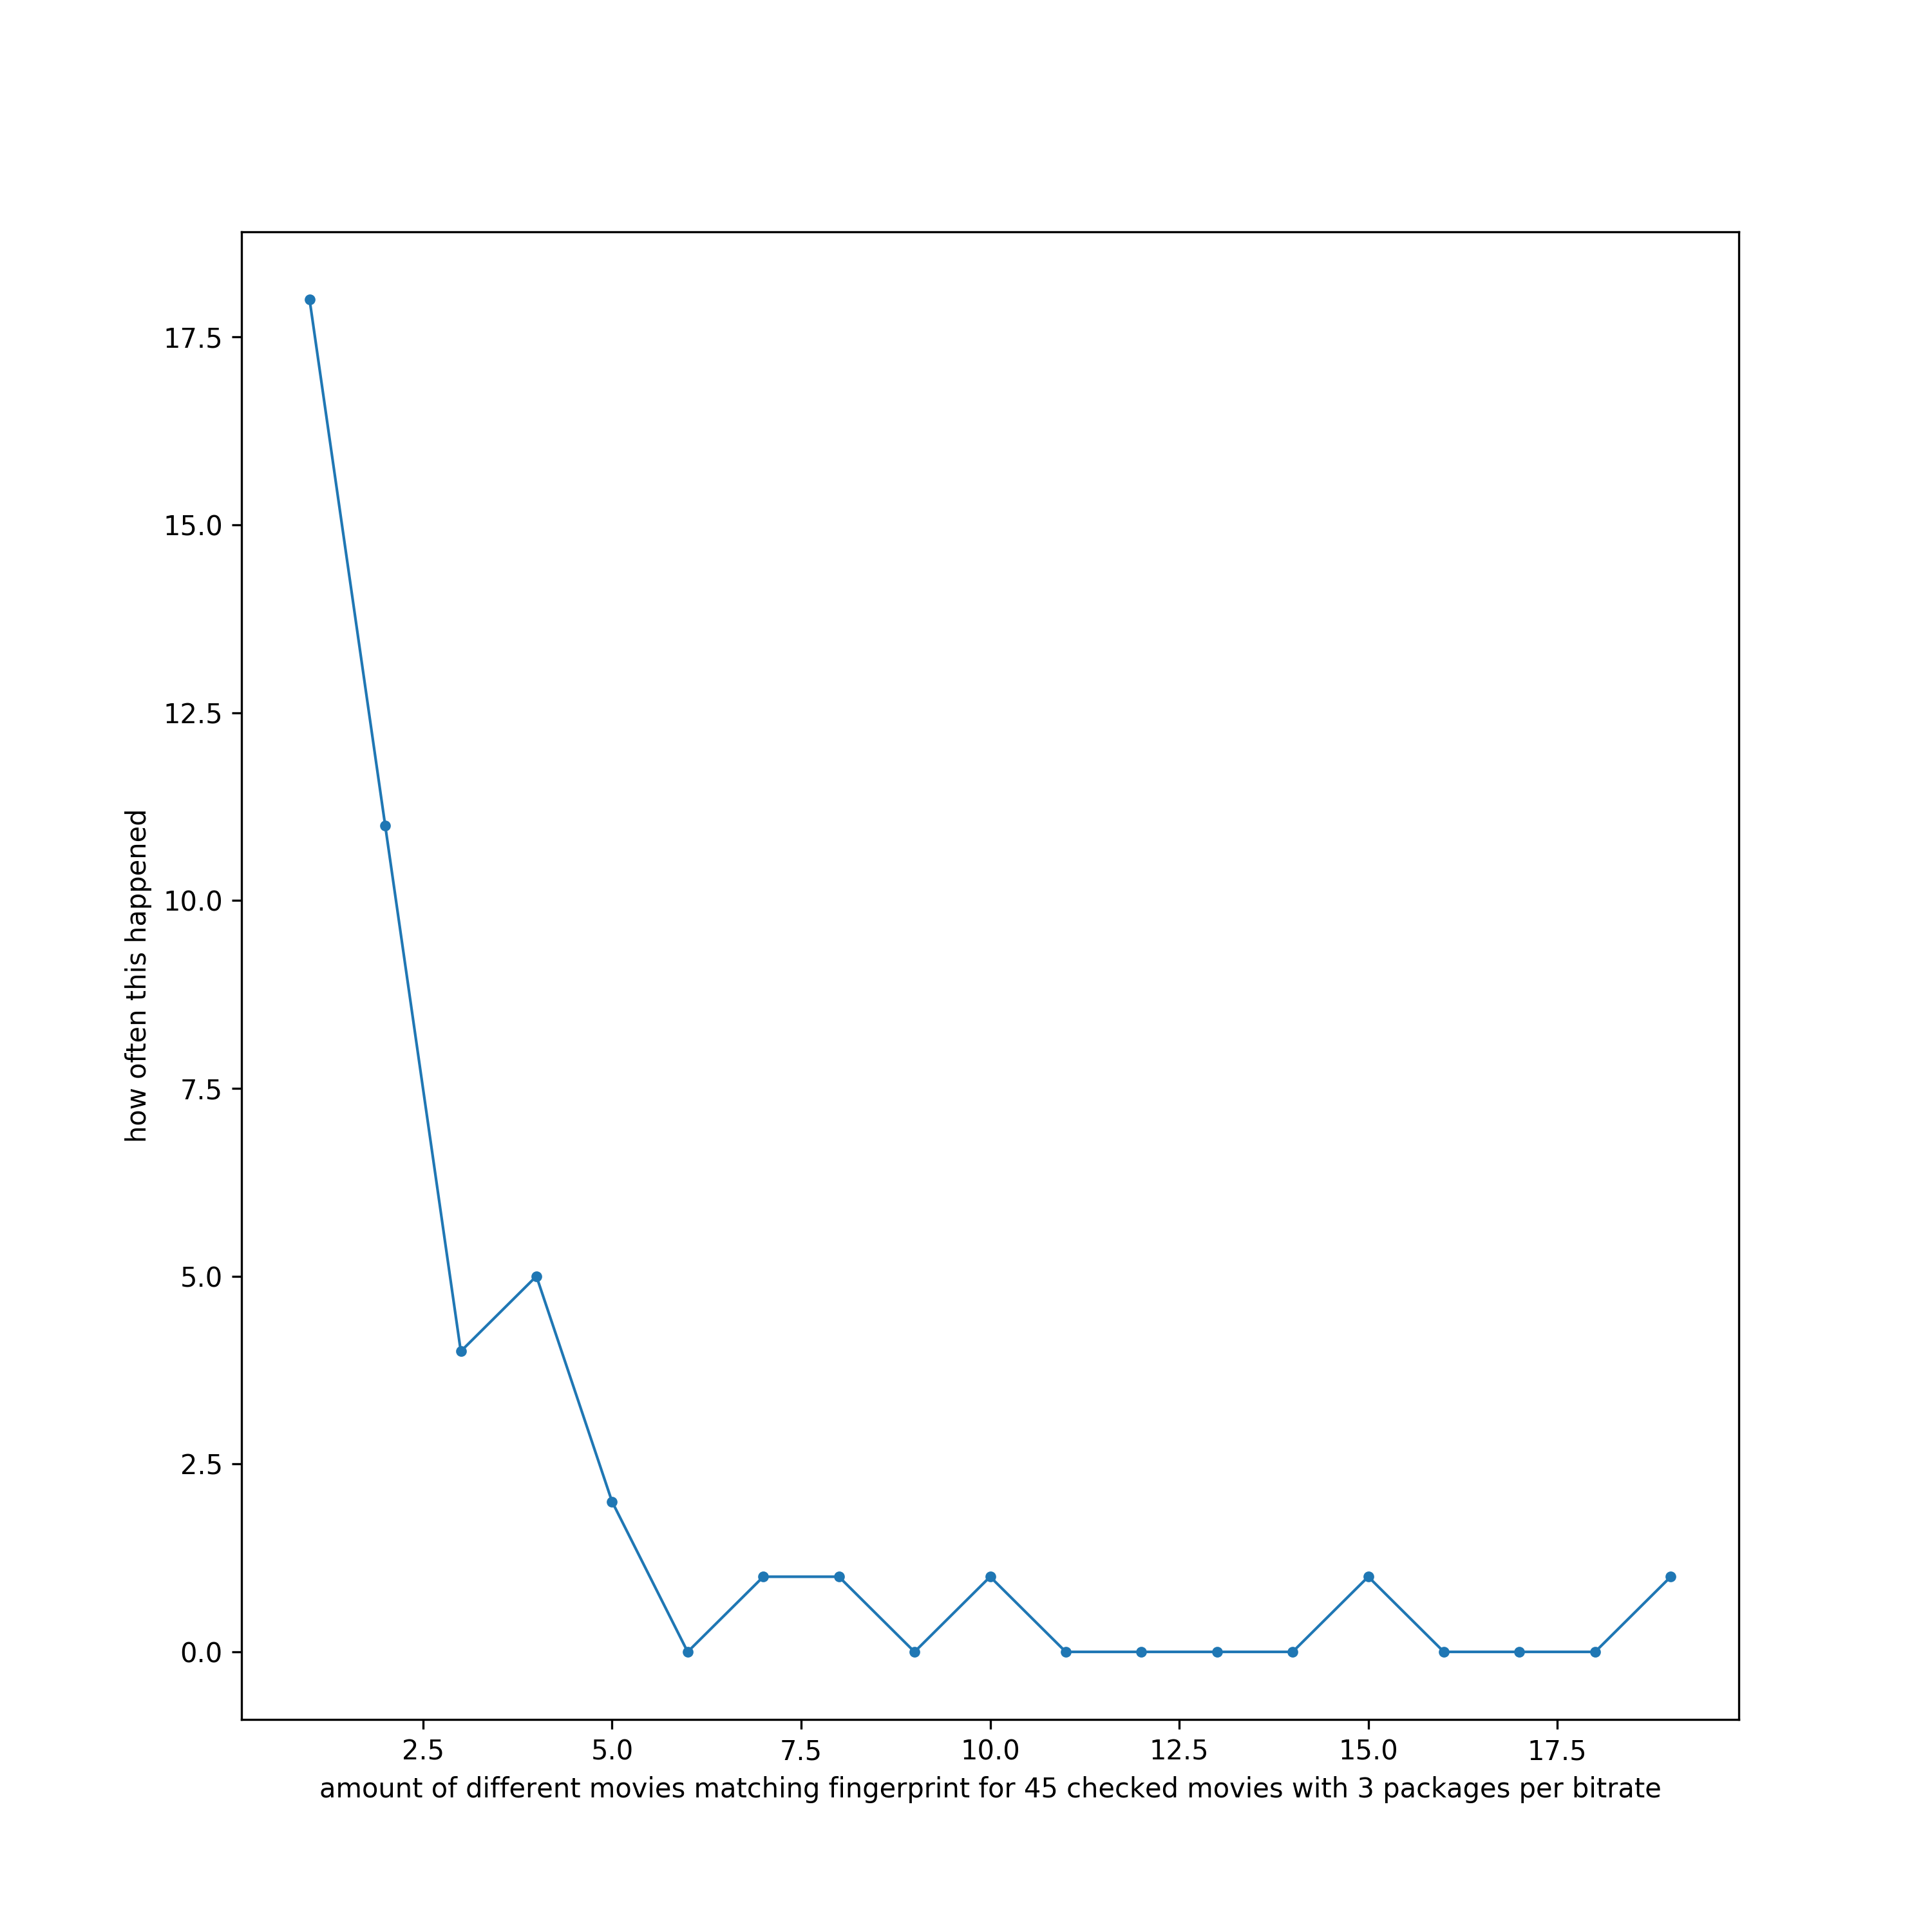 17.5
15.0
12.5
10.0
7.5
5.0
2.5
0.0
how often this happened
2.5 5.0 7.5 10.0 12.5 15.0 17.5
amount of different movies matching fingerprint for 45 checked movies with 3 packages per bitrate